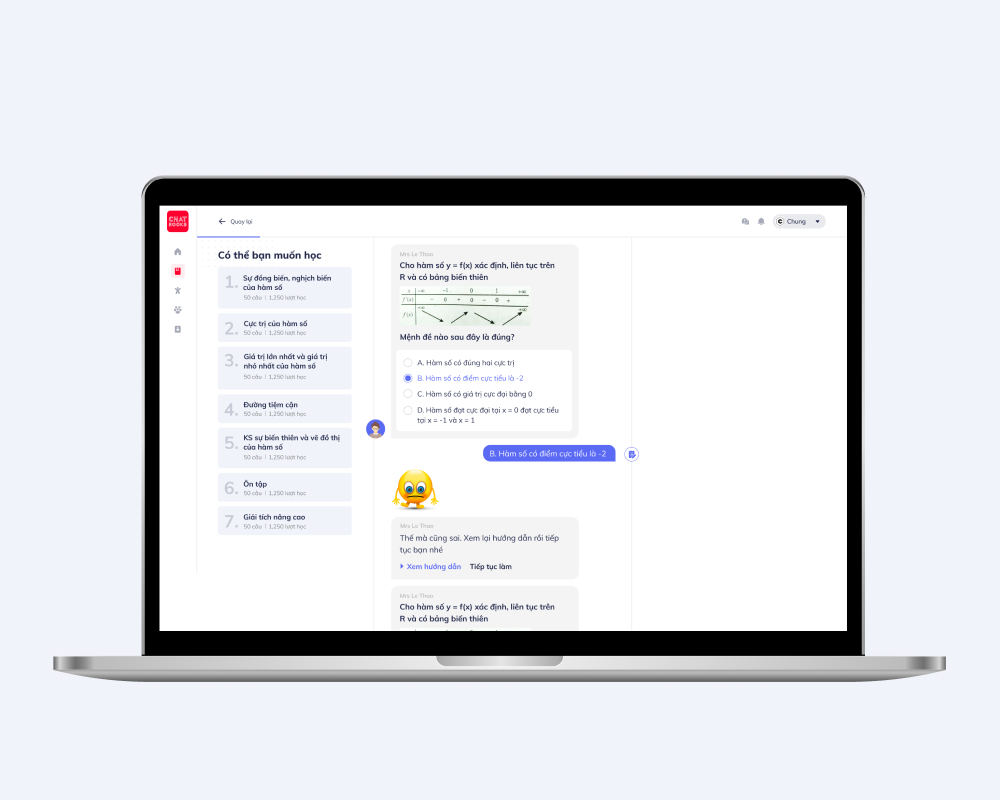 CHAT
BOOKS
Quay lại
Chung
Có thể bạn muốn học
1. Sự đồng biến, nghịch biến
của hàm số
50 câu | 1,250 lượt học
2. Cực trị của hàm số
50 câu | 1,250 lượt học
3. Giá trị lớn nhất và giá trị
nhỏ nhất của hàm số
50 câu | 1,250 lượt học
4. Đường tiệm cận
50 câu | 1,250 lượt học
5. KS sự biến thiên và vẽ đồ thị
của hàm số
50 câu | 1,250 lượt học
6. Ôn tập
50 câu | 1,250 lượt học
7. Giải tích nâng cao
50 câu | 1,250 lượt học
Mrs Le Thao
Cho hàm số y = f(x) xác định, liên tục trên
R và có bảng biến thiên
x -∞ -1 0 1 +∞
f'(x) - 0 + 0 - 0 +
f(x) +∞ +∞
Mệnh đề nào sau đây là đúng?
A. Hàm số có đúng hai cực trị
B. Hàm số có điểm cực tiểu là -2
C. Hàm số có giá trị cực đại bằng 0
D. Hàm số đạt cực đại tại x = 0 đạt cực tiểu
tại x = -1 và x = 1
B. Hàm số có điểm cực tiểu là -2
Mrs Le Thao
Thế mà cũng sai. Xem lại hướng dẫn rồi tiếp
tục bạn nhé
Xem hướng dẫn Tiếp tục làm
Mrs Le Thao
Cho hàm số y = f(x) xác định, liên tục trên
R và có bảng biến thiên